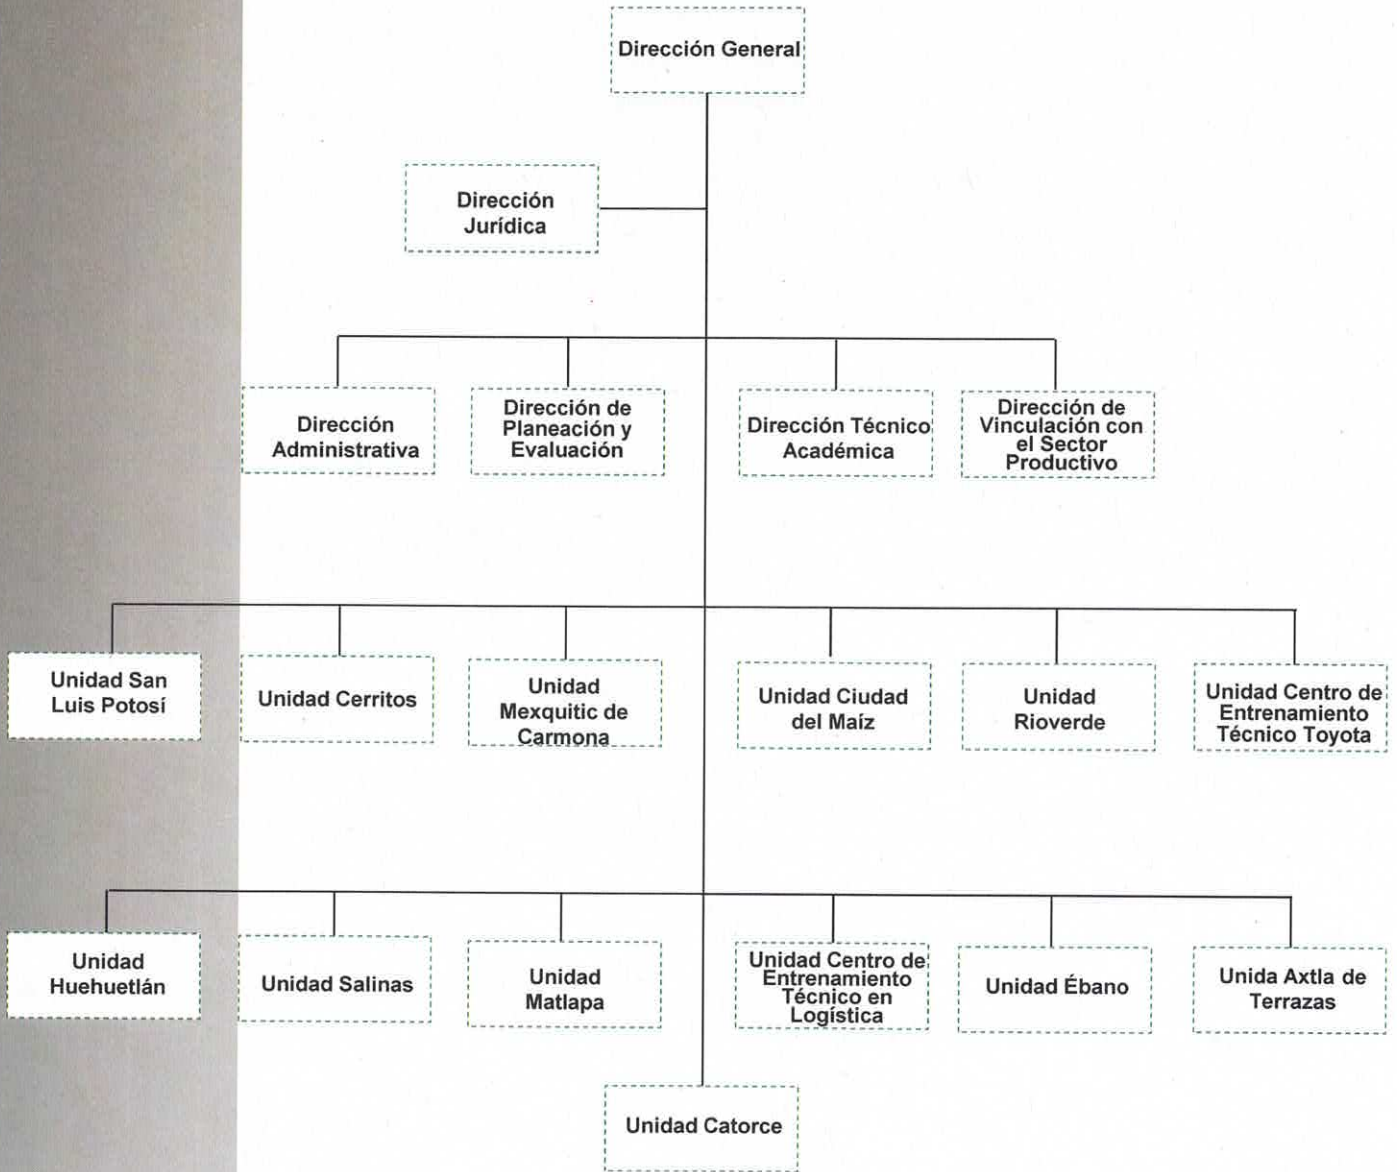 Dirección General
Dirección
Jurídica
Dirección
Administrativa
Dirección de
Planeación y
Evaluación
Dirección Técnico
Académica
Dirección de
Vinculación con
el Sector
Productivo
Unidad San
Luis Potosí
Unidad Cerritos
Unidad
Mexquitic de
Carmona
Unidad Ciudad
del Maíz
Unidad
Rioverde
Unidad Centro de
Entrenamiento
Técnico Toyota
Unidad
Huehuetlán
Unidad Salinas
Unidad
Matlapa
Unidad Centro de
Entrenamiento
Técnico en
Logística
Unidad Ébano
Unida Axtla de
Terrazas
Unidad Catorce